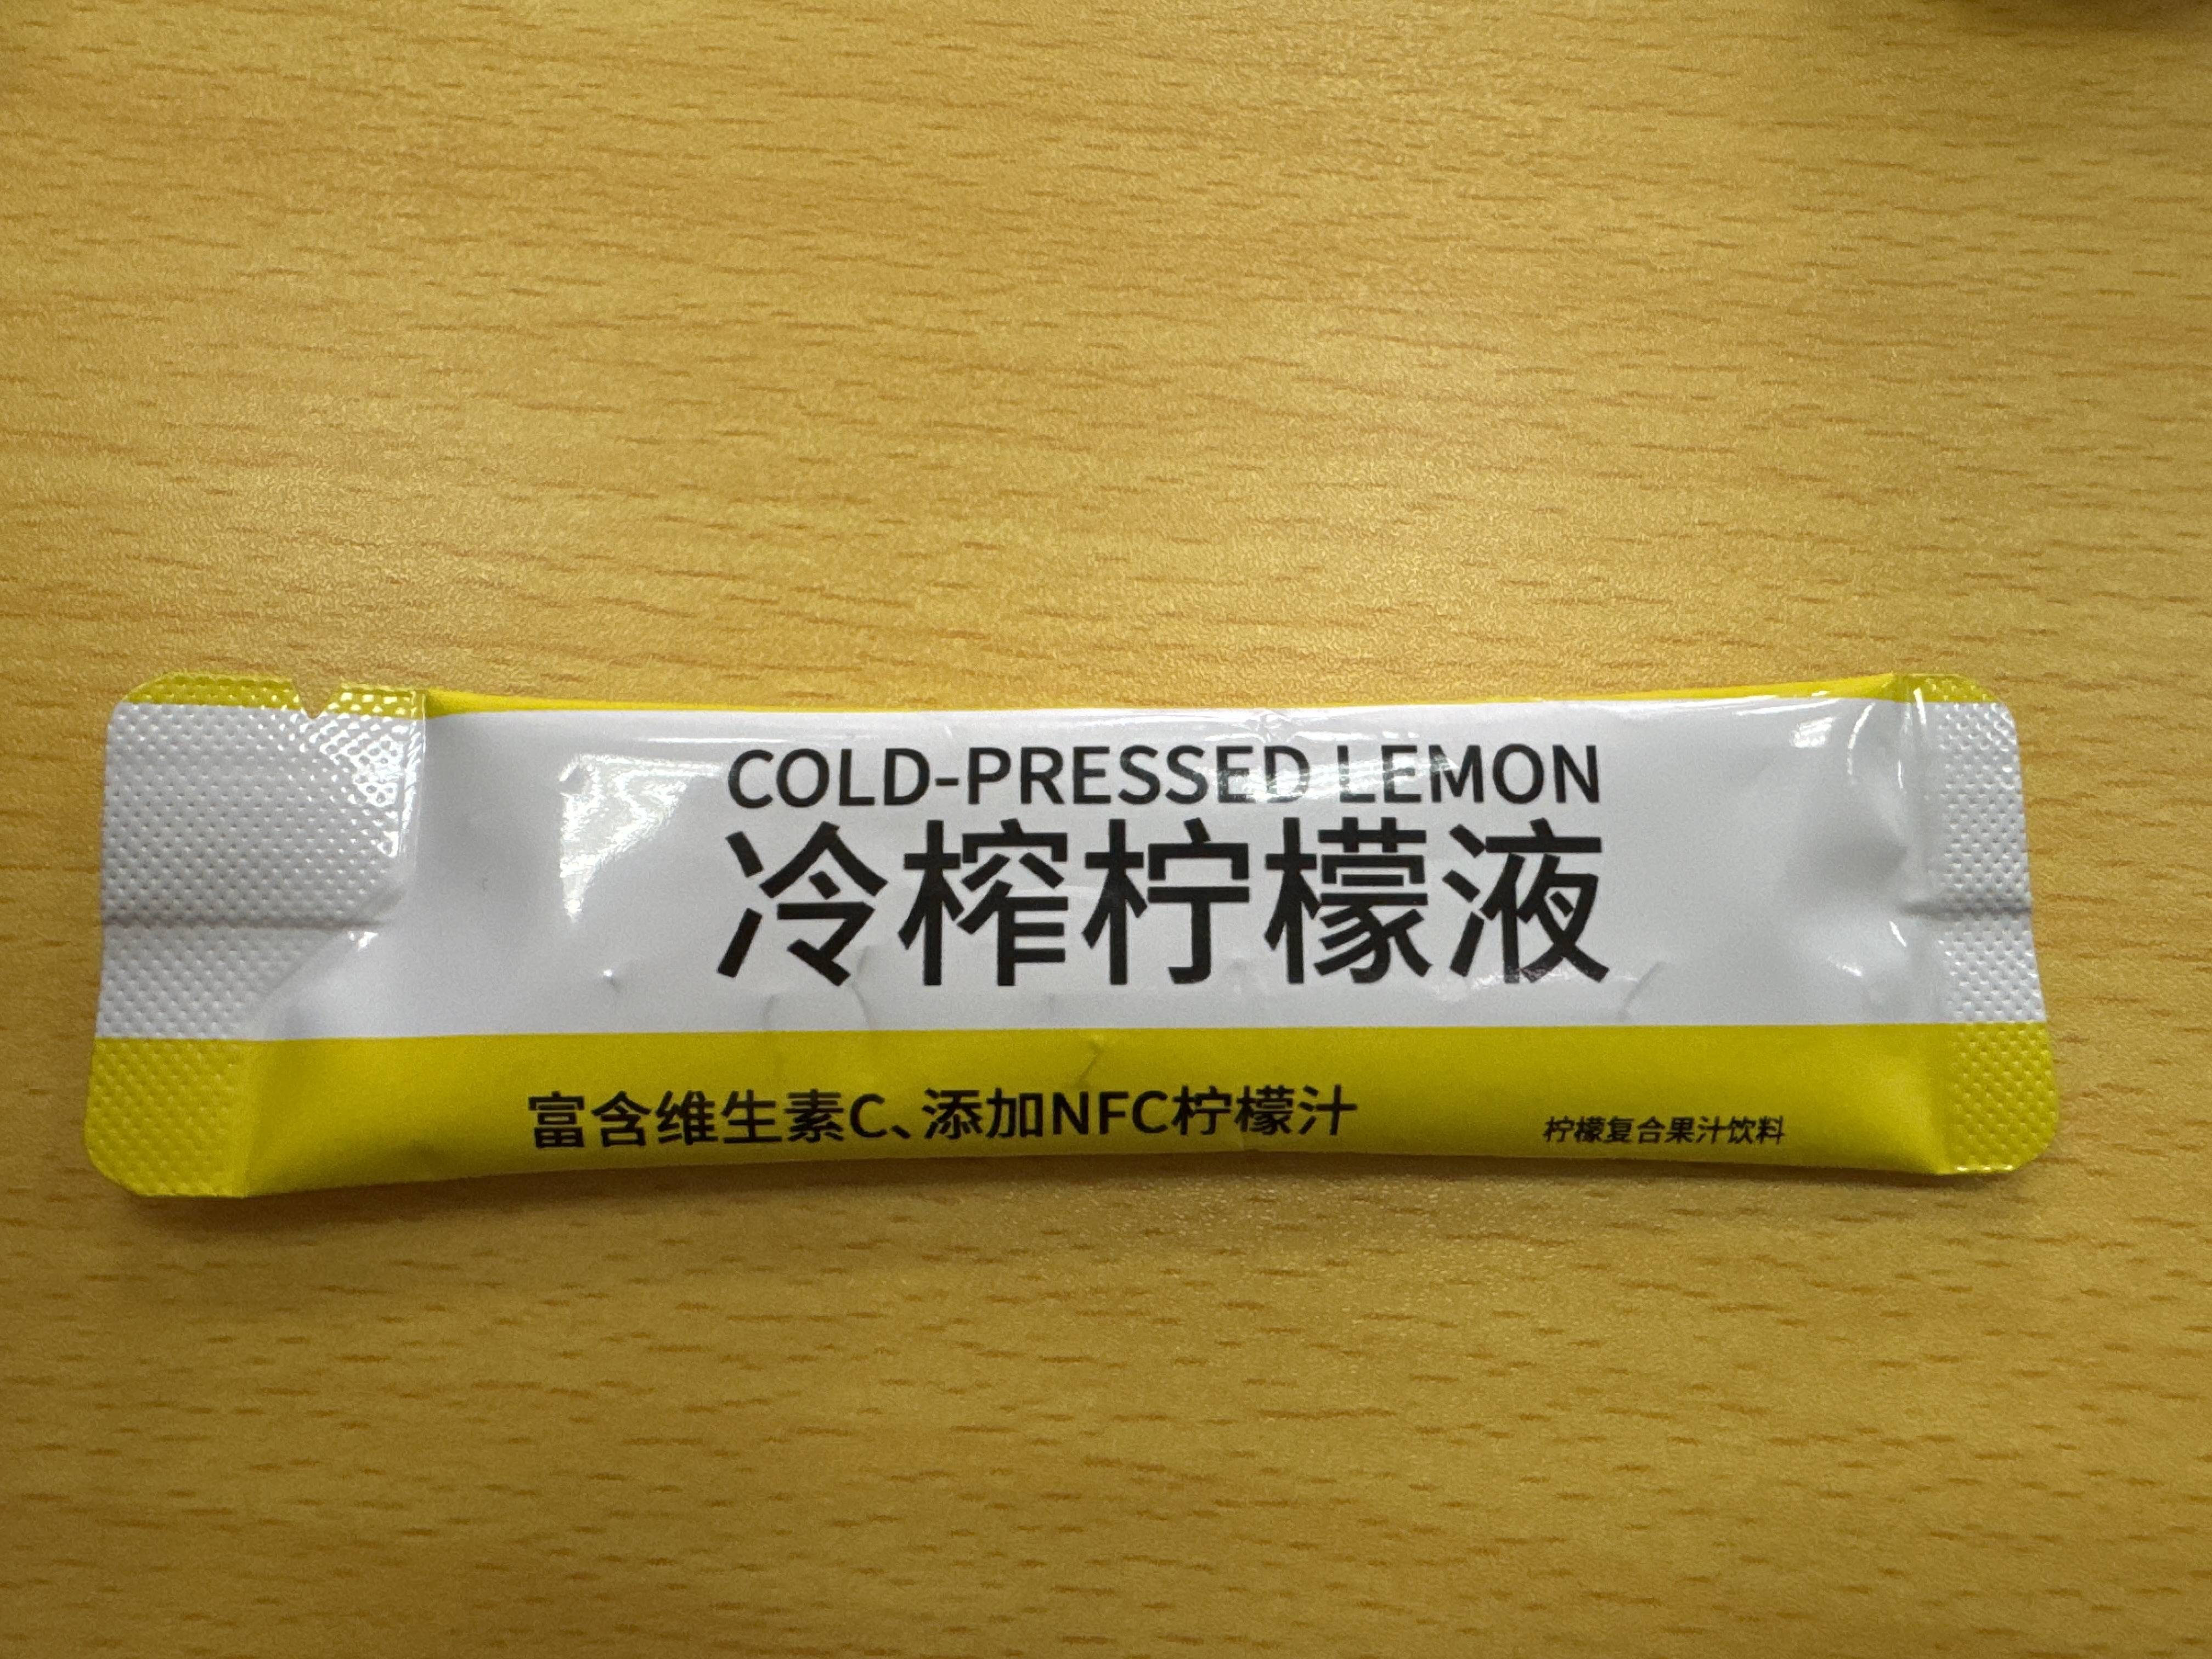 COLD-PRESSED LEMON
冷榨柠檬液
富含维生素C、添加NFC柠檬汁
柠檬复合果汁饮料